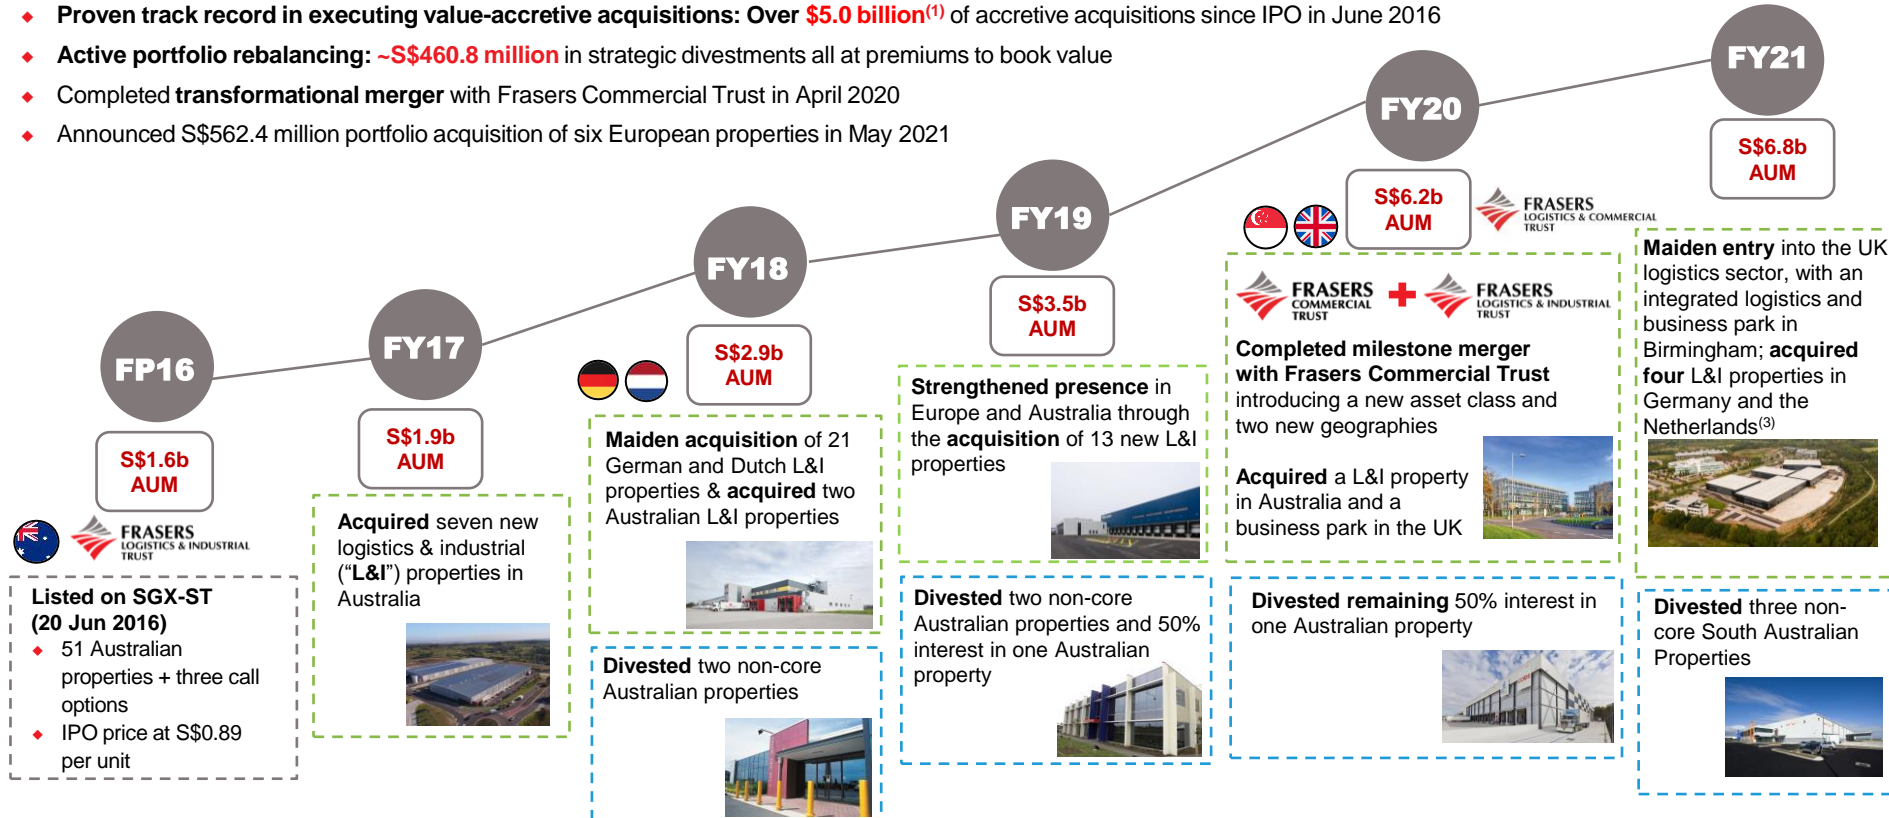 Proven track record in executing value-accretive acquisitions: Over $5.0 billion(1) of accretive acquisitions since IPO in June 2016
Active portfolio rebalancing: ~S$460.8 million in strategic divestments all at premiums to book value
Completed transformational merger with Frasers Commercial Trust in April 2020
Announced S$562.4 million portfolio acquisition of six European properties in May 2021
FP16
S$1.6b
AUM
FRASERS
LOGISTICS & INDUSTRIAL
TRUST
Listed on SGX-ST
(20 Jun 2016)
51 Australian
properties + three call
options
IPO price at S$0.89
per unit
FY17
S$1.9b
AUM
Acquired seven new
logistics & industrial
("L&I") properties in
Australia
FY18
S$2.9b
AUM
Maiden acquisition of 21
German and Dutch L&I
properties & acquired two
Australian L&I properties
Divested two non-core
Australian properties
FY19
S$3.5b
AUM
Strengthened presence in
Europe and Australia through
the acquisition of 13 new L&I
properties
Divested two non-core
Australian properties and 50%
interest in one Australian
property
FY20
S$6.2b
AUM
FRASERS
LOGISTICS & COMMERCIAL
TRUST
FRASERS
COMMERCIAL
TRUST
FRASERS
LOGISTICS & INDUSTRIAL
TRUST
Completed milestone merger
with Frasers Commercial Trust
introducing a new asset class and
two new geographies
Acquired a L&I property
in Australia and a
business park in the UK
Divested remaining 50% interest in
one Australian property
FY21
S$6.8b
AUM
Maiden entry into the UK
logistics sector, with an
integrated logistics and
business park in
Birmingham; acquired
four L&I properties in
Germany and the
Netherlands(3)
Divested three non-
core South Australian
Properties